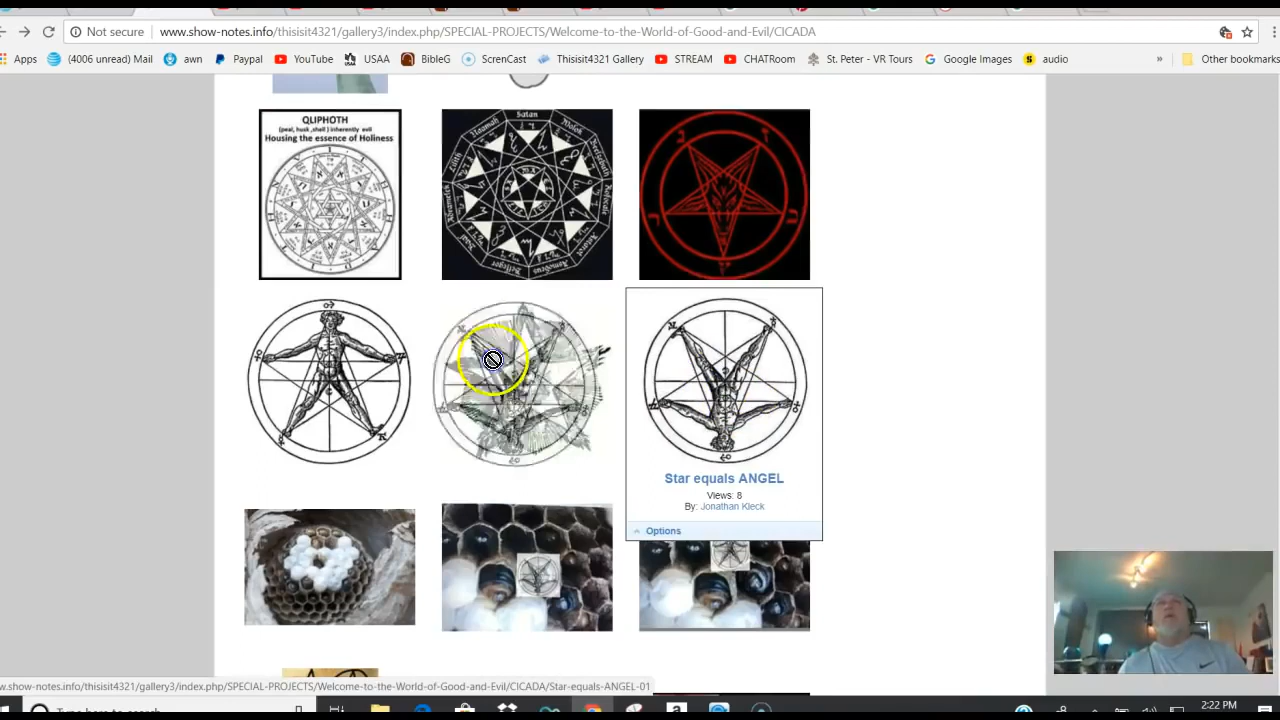 Not secure
www.show-notes.info/thisisit4321/gallery3/index.php/SPECIAL-PROJECTS/Welcome-to-the-World-of-Good-and-Evil/CICADA
Apps (4006 unread) Mail awn Paypal YouTube USAA BibleG ScrenCast Thisisit4321 Gallery STREAM CHATRoom St. Peter - VR Tours Google Images audio » Other bookmarks
QLIPHOTH
(peal, husk ,shell ) inherently evil
Housing the essence of Holiness
Satan
Star equals ANGEL
Views: 8
By: Jonathan Kleck
Options
w.show-notes.info/thisisit4321/gallery3/index.php/SPECIAL-PROJECTS/Welcome-to-the-World-of-Good-and-Evil/CICADA/Star-equals-ANGEL-01
2:22 PM